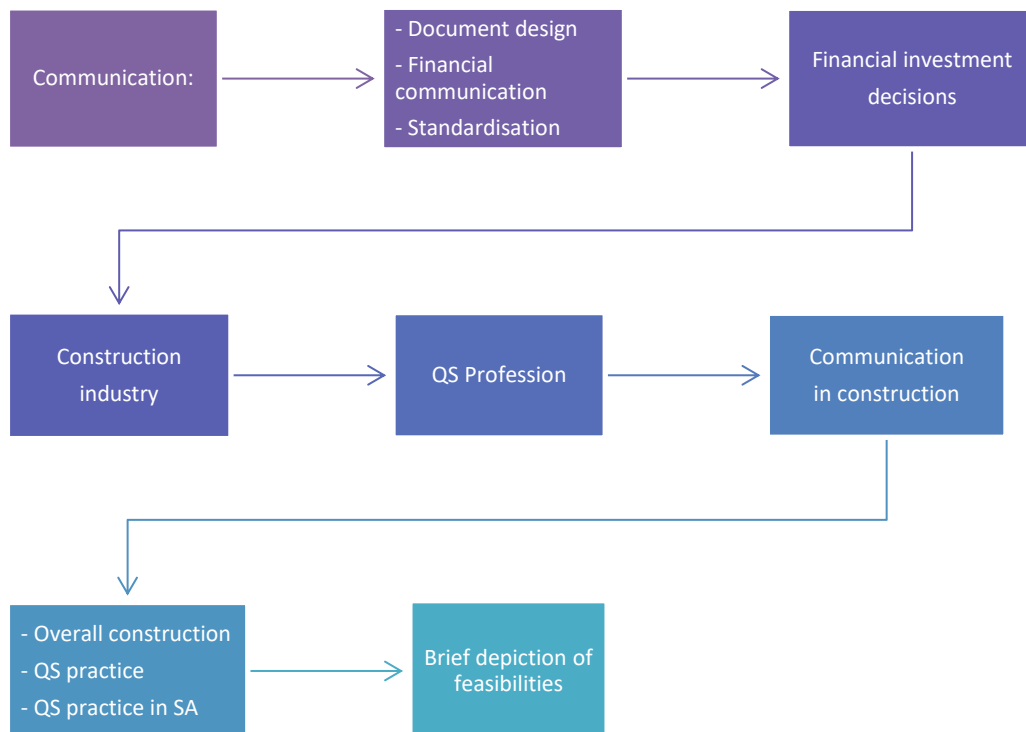 Communication:
- Document design
- Financial
communication
- Standardisation
Financial investment
decisions
Construction
industry
QS Profession
Communication
in construction
- Overall construction
- QS practice
- QS practice in SA
Brief depiction of
feasibilities